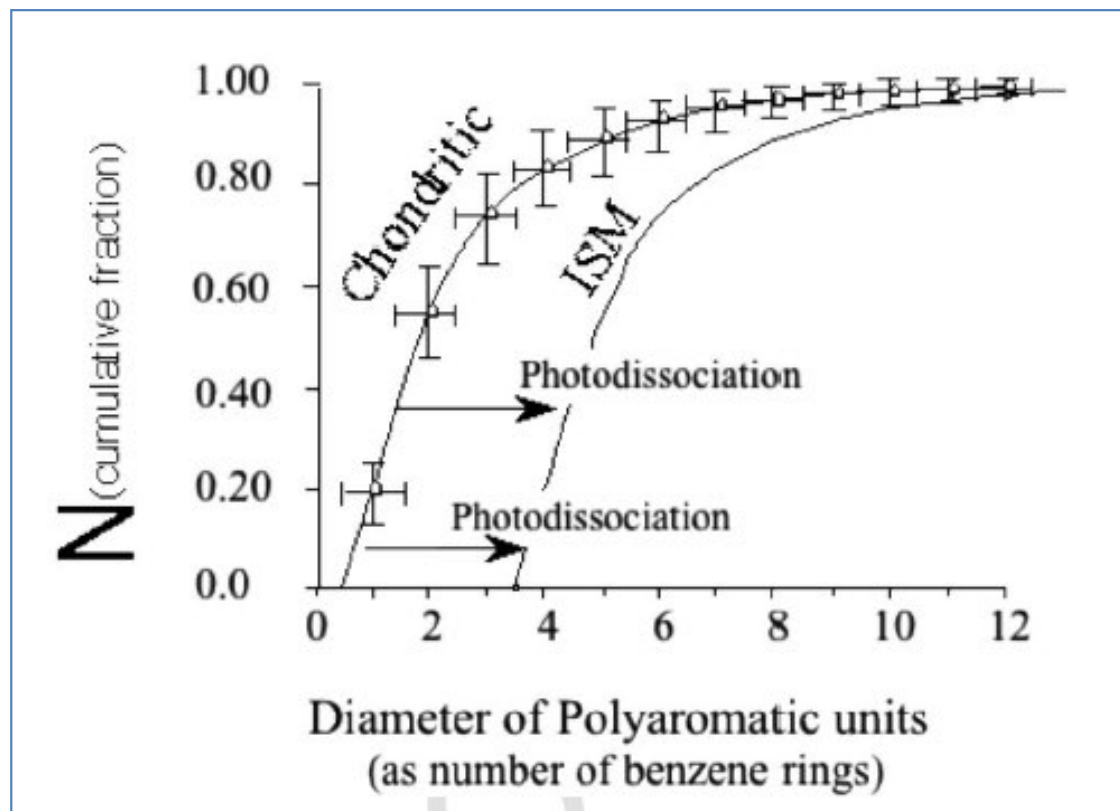 1.00
0.80
0.60
0.40
0.20
0.0
N(cumulative fraction)
Chondritic
ISM
Photodissociation
Photodissociation
0 2 4 6 8 10 12
Diameter of Polyaromatic units
(as number of benzene rings)